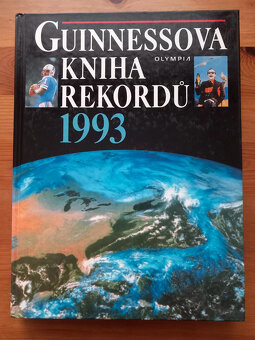 GUINNESSOVA
KNIHA
OLYMPIA
REKORDŮ
1993